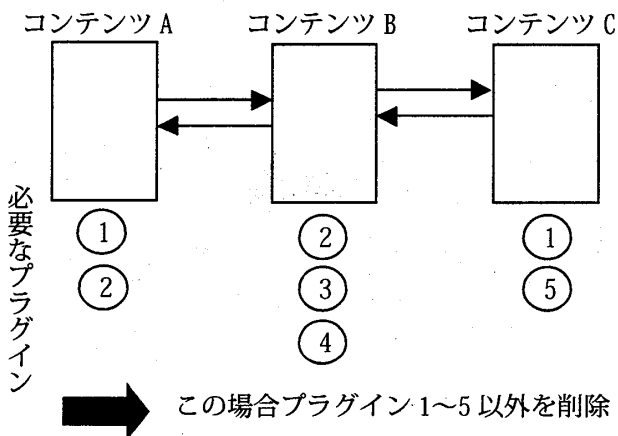 コンテンツ A コンテンツ B コンテンツ C
必要なプラグイン
① ② ①
② ③ ⑤
④
この場合プラグイン 1〜5 以外を削除